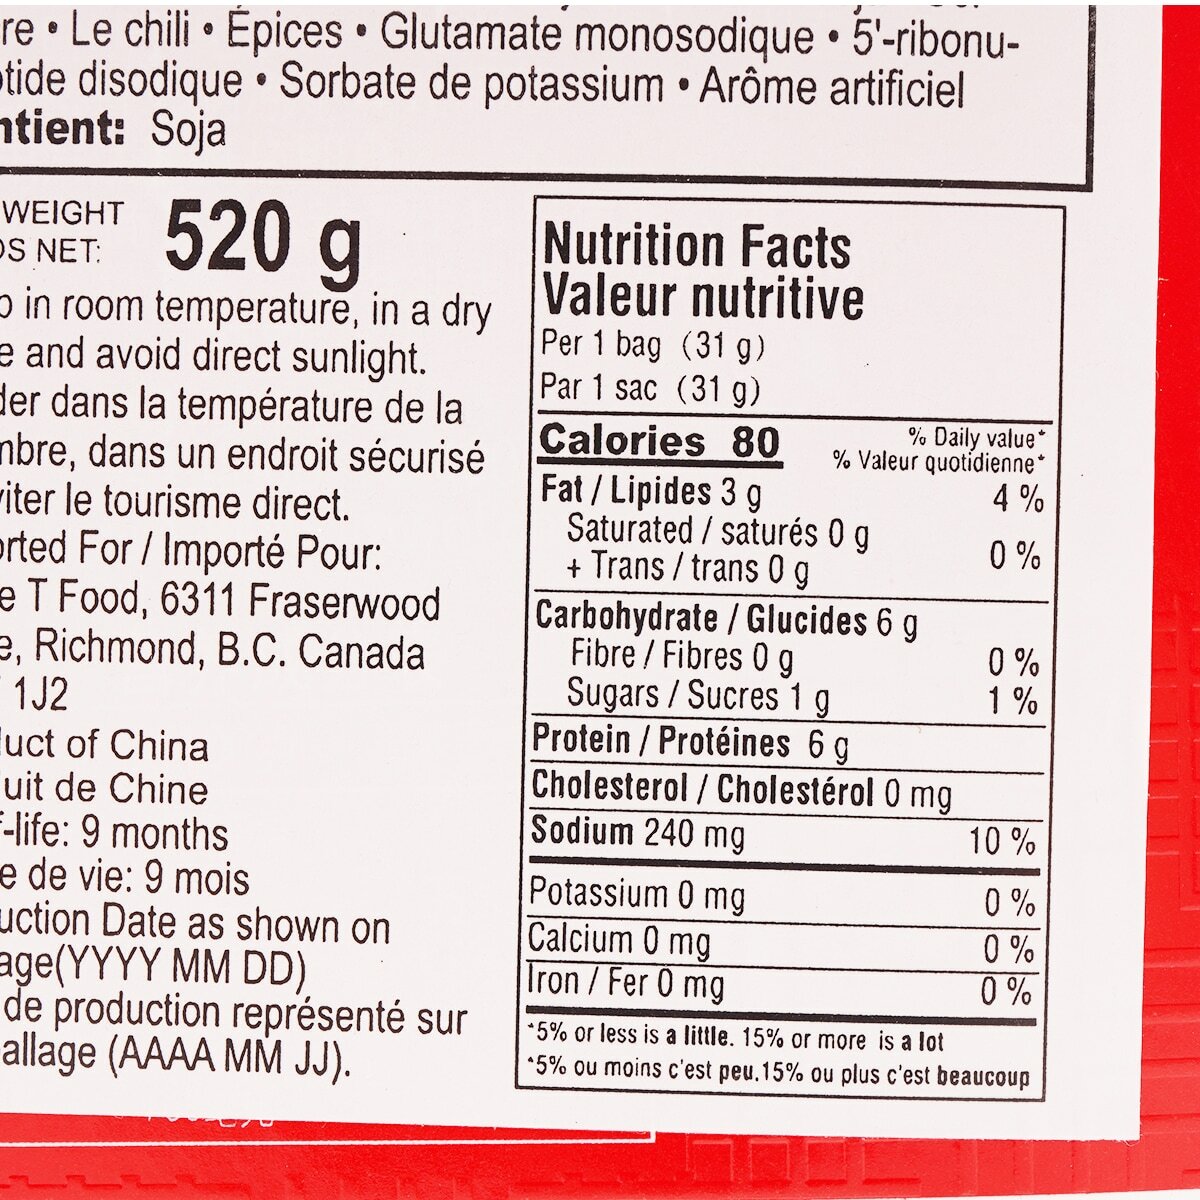 re • Le chili • Épices • Glutamate monosodique • 5'-ribonu-
tide disodique • Sorbate de potassium • Arôme artificiel
ntient: Soja
WEIGHT 520 g
DS NET:
p in room temperature, in a dry
e and avoid direct sunlight.
der dans la température de la
mbre, dans un endroit sécurisé
viter le tourisme direct.
orted For / Importé Pour:
e T Food, 6311 Fraserwood
e, Richmond, B.C. Canada
1J2
duct of China
duit de Chine
f-life: 9 months
e de vie: 9 mois
uction Date as shown on
age(YYYY MM DD)
de production représenté sur
allage (AAAA MM JJ).
Nutrition Facts
Valeur nutritive
Per 1 bag (31 g)
Par 1 sac (31 g)
Calories 80
% Daily value*
% Valeur quotidienne*
Fat / Lipides 3 g 4 %
Saturated / saturés 0 g
+ Trans / trans 0 g 0 %
Carbohydrate / Glucides 6 g
Fibre / Fibres 0 g 0 %
Sugars / Sucres 1 g 1 %
Protein / Protéines 6 g
Cholesterol / Cholestérol 0 mg
Sodium 240 mg 10 %
Potassium 0 mg 0 %
Calcium 0 mg 0 %
Iron / Fer 0 mg 0 %
*5% or less is a little. 15% or more is a lot
*5% ou moins c'est peu.15% ou plus c'est beaucoup